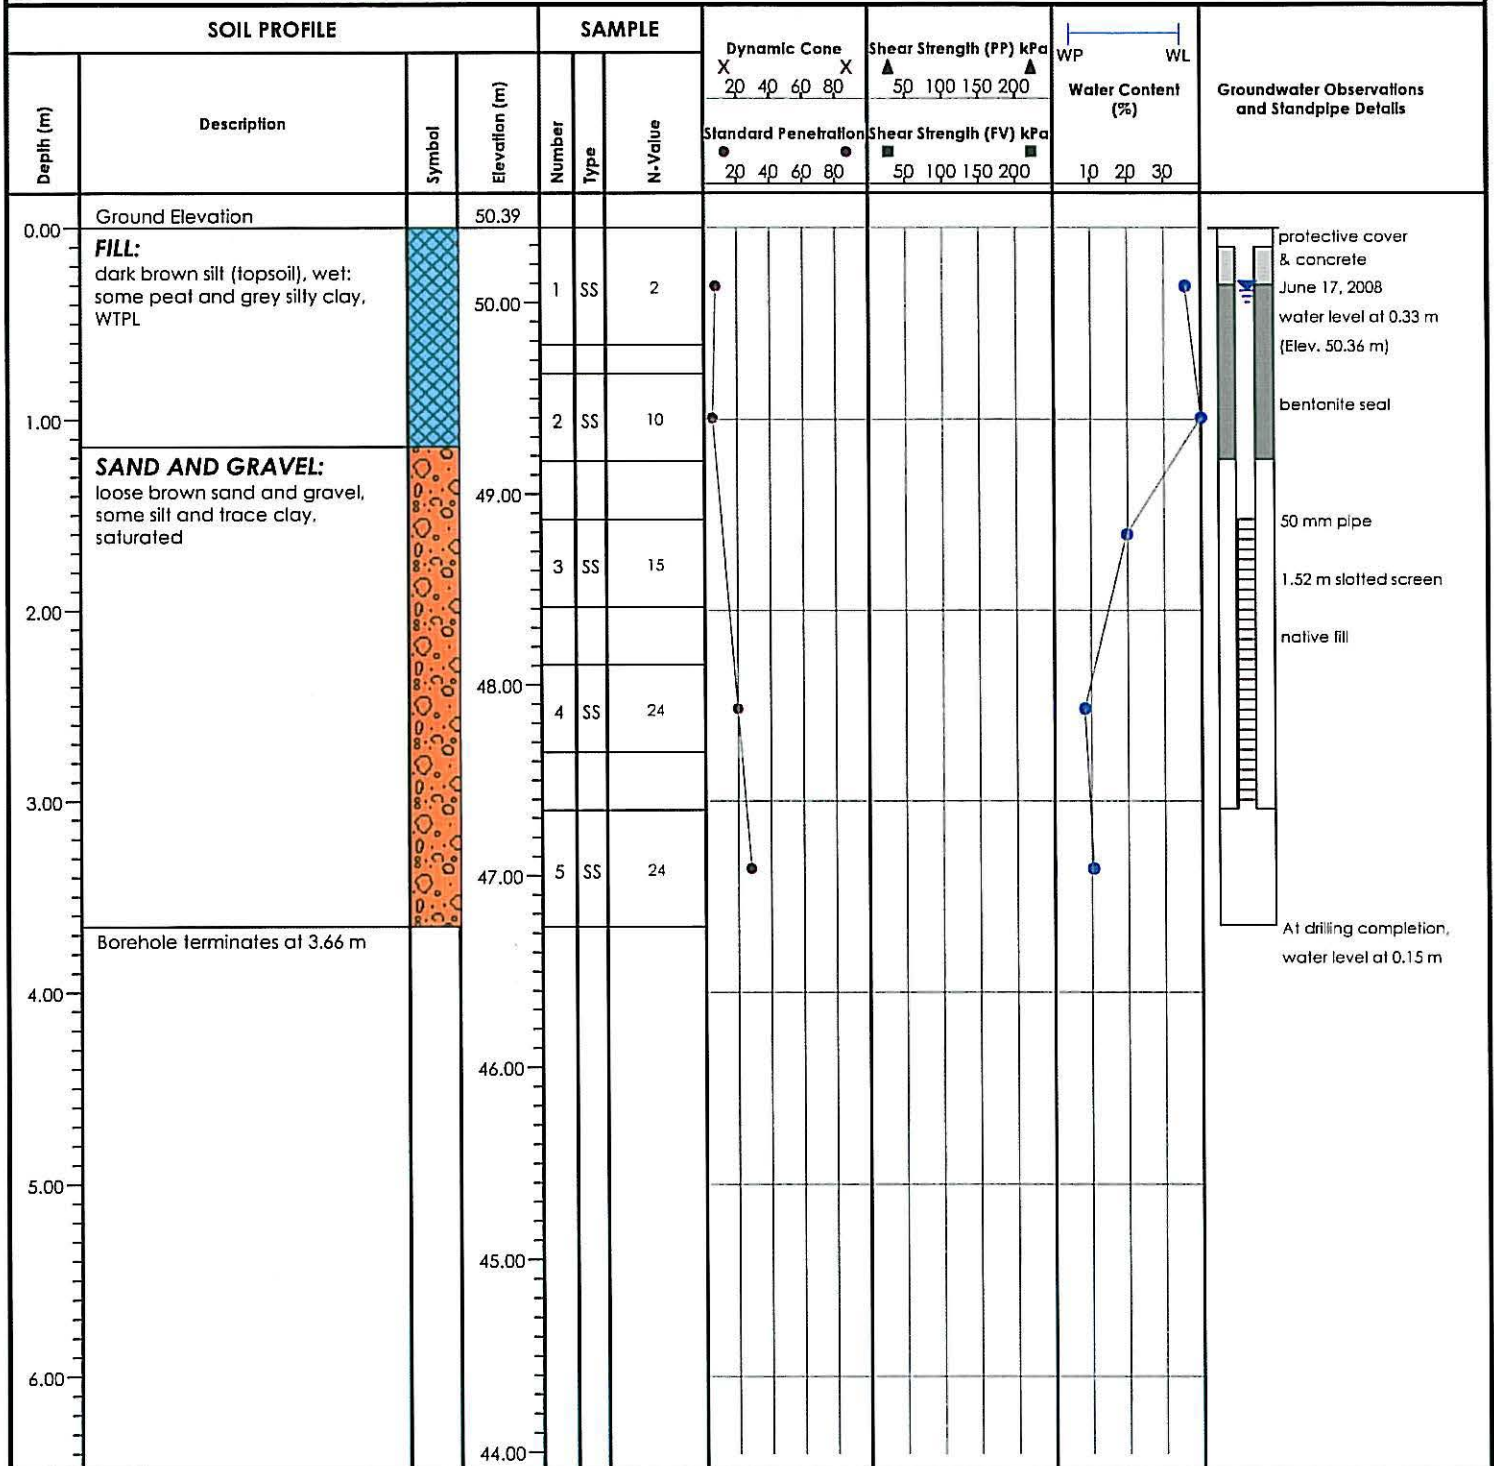 SOIL PROFILE
SAMPLE
Depth (m)
Description
Symbol
Elevation (m)
Number
Type
N-Value
Dynamic Cone
X X
20 40 60 80
Standard Penetration
20 40 60 80
Shear Strength (PP) kPa
50 100 150 200
Shear Strength (FV) kPa
50 100 150 200
WP WL
Water Content
(%)
10 20 30
Groundwater Observations
and Standpipe Details
Ground Elevation
50.39
0.00
FILL:
dark brown silt (topsoil), wet:
some peat and grey silty clay,
WTPL
50.00
1 SS 2
protective cover
& concrete
June 17, 2008
water level at 0.33 m
(Elev. 50.36 m)
1.00
2 SS 10
bentonite seal
SAND AND GRAVEL:
loose brown sand and gravel,
some silt and trace clay,
saturated
49.00
3 SS 15
50 mm pipe
1.52 m slotted screen
2.00
native fill
48.00
4 SS 24
3.00
47.00
5 SS 24
Borehole terminates at 3.66 m
At drilling completion,
water level at 0.15 m
4.00
46.00
5.00
45.00
6.00
44.00